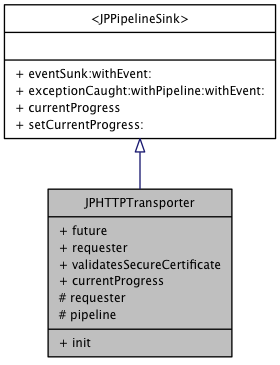 <JPPipelineSink>
+ eventSunk:withEvent:
+ exceptionCaught:withPipeline:withEvent:
+ currentProgress
+ setCurrentProgress:
JPHTTPTransporter
+ future
+ requester
+ validatesSecureCertificate
+ currentProgress
# requester
# pipeline
+ init